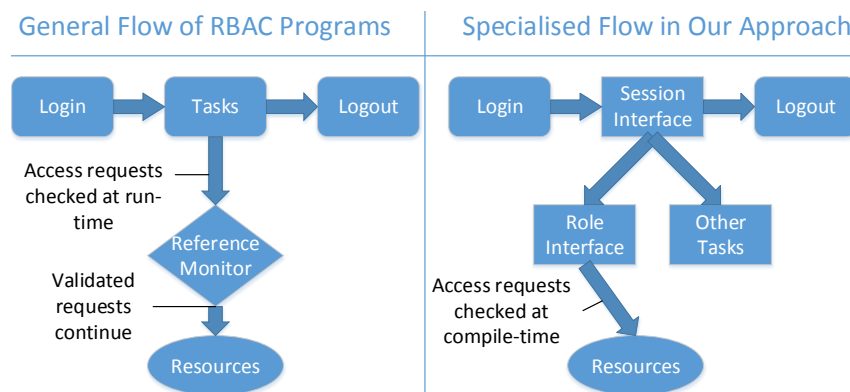 General Flow of RBAC Programs
Login
Tasks
Logout
Access requests
checked at run-
time
Reference
Monitor
Validated
requests
continue
Resources
Specialised Flow in Our Approach
Login
Session
Interface
Logout
Role
Interface
Other
Tasks
Access requests
checked at
compile-time
Resources